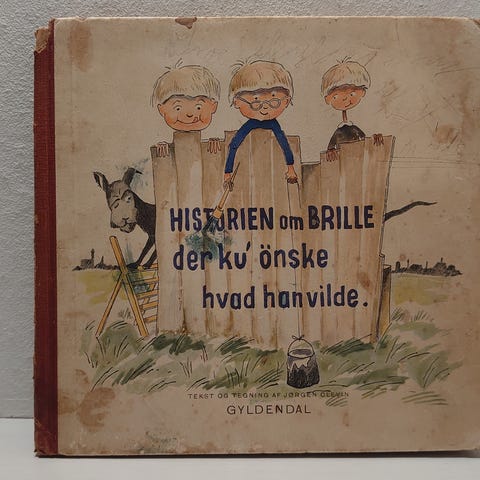 HISTORIEN om BRILLE
der ku' önske
hvad han vilde.
TEKST OG TEGNING AF JØRGEN CLEVIN
GYLDENDAL